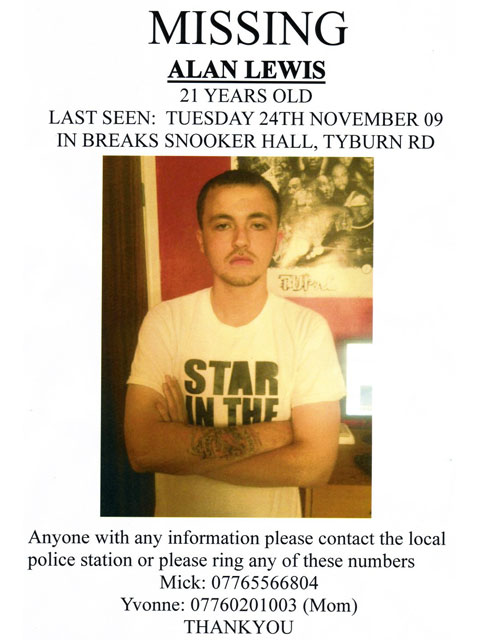 MISSING
ALAN LEWIS
21 YEARS OLD
LAST SEEN: TUESDAY 24TH NOVEMBER 09
IN BREAKS SNOOKER HALL, TYBURN RD
STAR
IN THE
Anyone with any information please contact the local
police station or please ring any of these numbers
Mick: 07765566804
Yvonne: 07760201003 (Mom)
THANKYOU